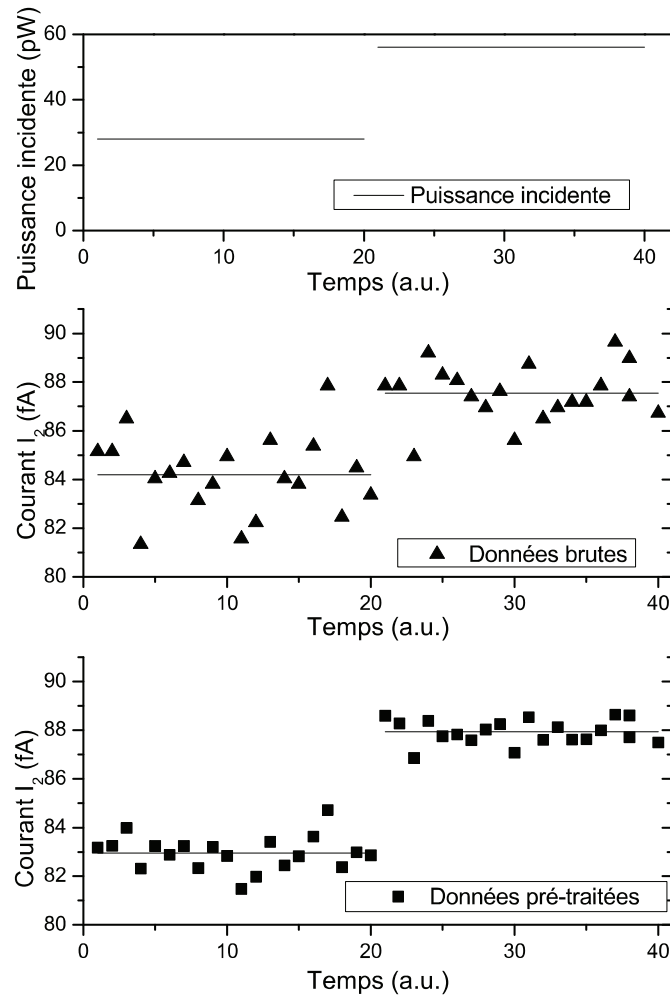 Puissance incidente (pW)
60
40
20
0
Puissance incidente
0 10 20 30 40
Temps (a.u.)
Courant I2 (fA)
90
88
86
84
82
80
Données brutes
0 10 20 30 40
Temps (a.u.)
Courant I2 (fA)
90
88
86
84
82
80
Données pré-traitées
0 10 20 30 40
Temps (a.u.)